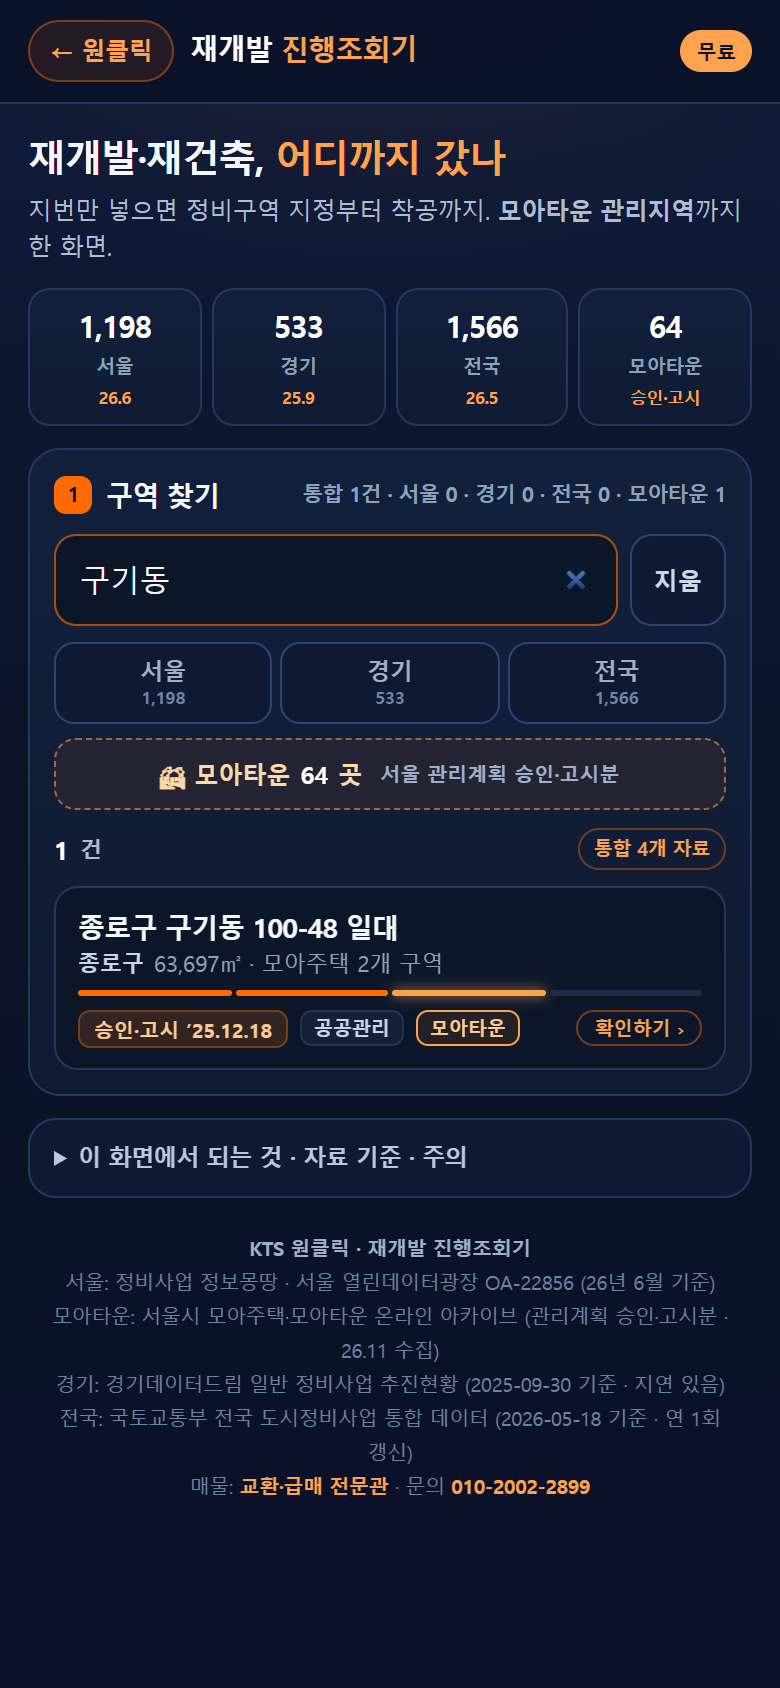 ← 원클릭
재개발 진행조회기
무료
재개발·재건축, 어디까지 갔나
지번만 넣으면 정비구역 지정부터 착공까지. 모아타운 관리지역까지
한 화면.
1,198
서울
26.6
533
경기
25.9
1,566
전국
26.5
64
모아타운
승인·고시
1 구역 찾기
통합 1건 · 서울 0 · 경기 0 · 전국 0 · 모아타운 1
구기동
지움
서울
1,198
경기
533
전국
1,566
모아타운 64 곳 서울 관리계획 승인·고시분
1 건
통합 4개 자료
종로구 구기동 100-48 일대
종로구 63,697㎡ · 모아주택 2개 구역
승인·고시 ’25.12.18
공공관리
모아타운
확인하기 ›
▶ 이 화면에서 되는 것 · 자료 기준 · 주의
KTS 원클릭 · 재개발 진행조회기
서울: 정비사업 정보몽땅 · 서울 열린데이터광장 OA-22856 (26년 6월 기준)
모아타운: 서울시 모아주택·모아타운 온라인 아카이브 (관리계획 승인·고시분 ·
26.11 수집)
경기: 경기데이터드림 일반 정비사업 추진현황 (2025-09-30 기준 · 지연 있음)
전국: 국토교통부 전국 도시정비사업 통합 데이터 (2026-05-18 기준 · 연 1회
갱신)
매물: 교환·급매 전문관 · 문의 010-2002-2899